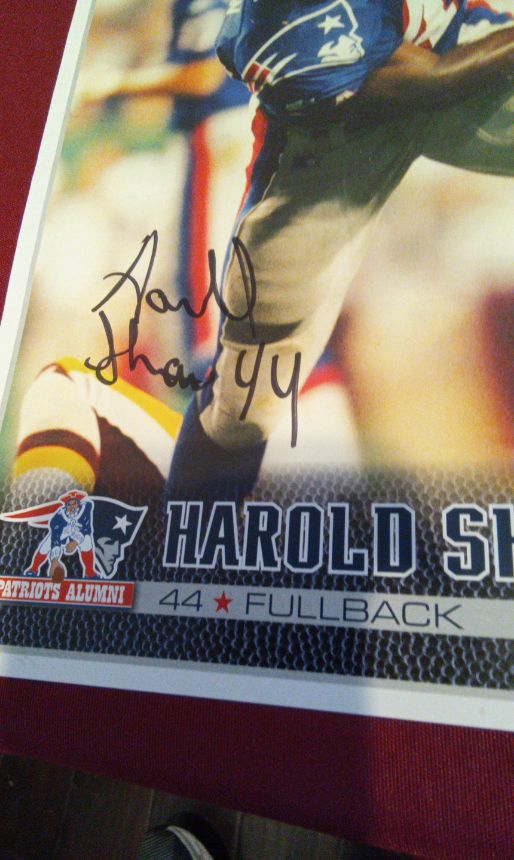 Harold
Shaw 44
HAROLD SH
PATRIOTS ALUMNI
44 ★ FULLBACK